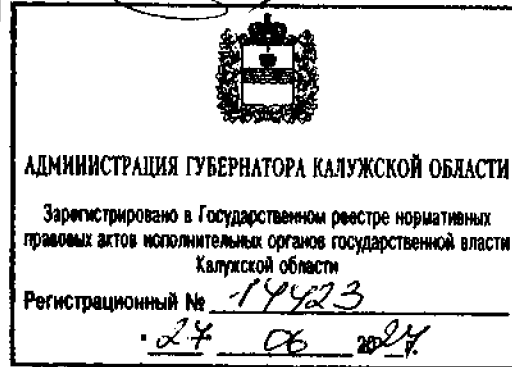 АДМИНИСТРАЦИЯ ГУБЕРНАТОРА КАЛУЖСКОЙ ОБЛАСТИ
Зарегистрировано в Государственном реестре нормативных
правовых актов исполнительных органов государственной власти
Калужской области
Регистрационный № 14423
27 06 2024 г.